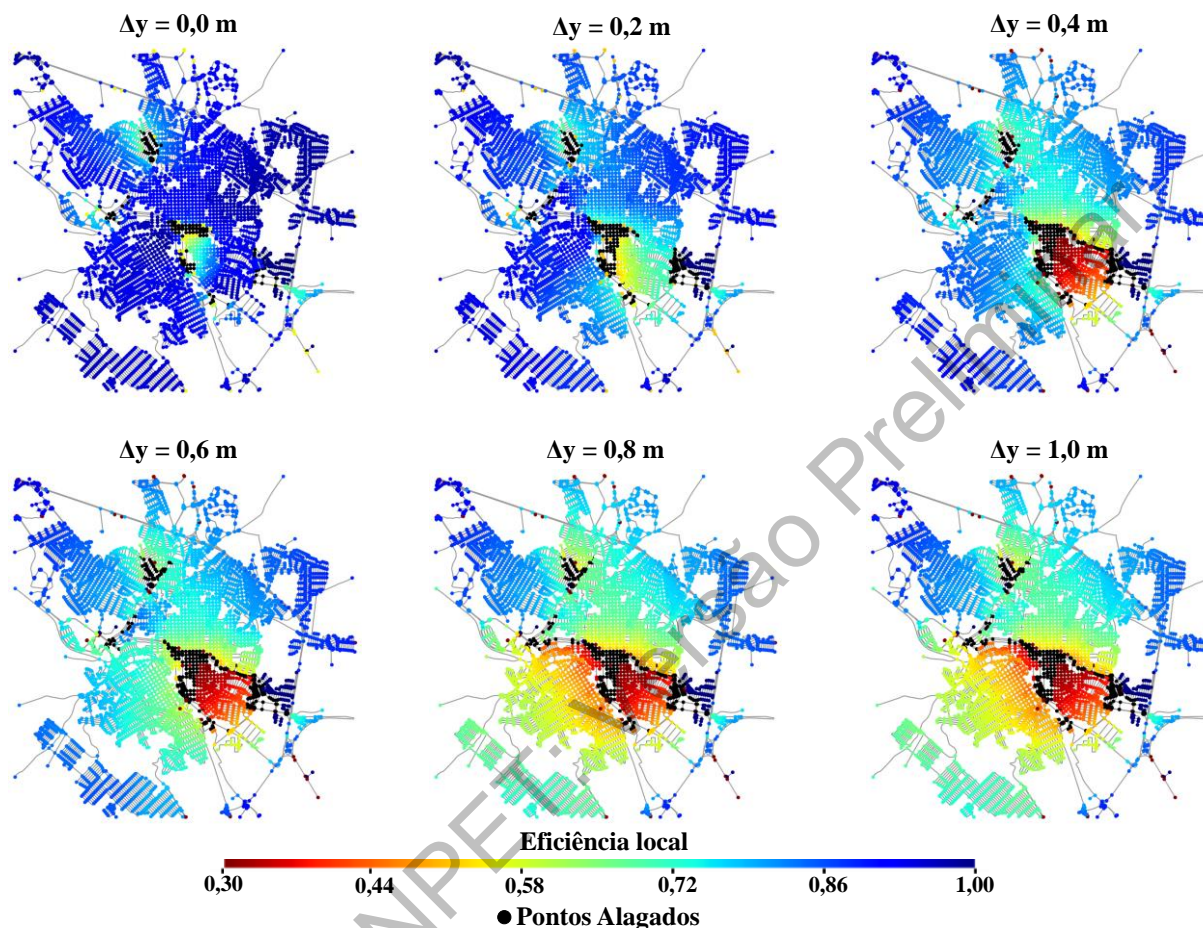 Δy = 0,0 m
Δy = 0,2 m
Δy = 0,4 m
Δy = 0,6 m
Δy = 0,8 m
Δy = 1,0 m
Eficiência local
0,30 0,44 0,58 0,72 0,86 1,00
Pontos Alagados
NPET: Versão Preliminar